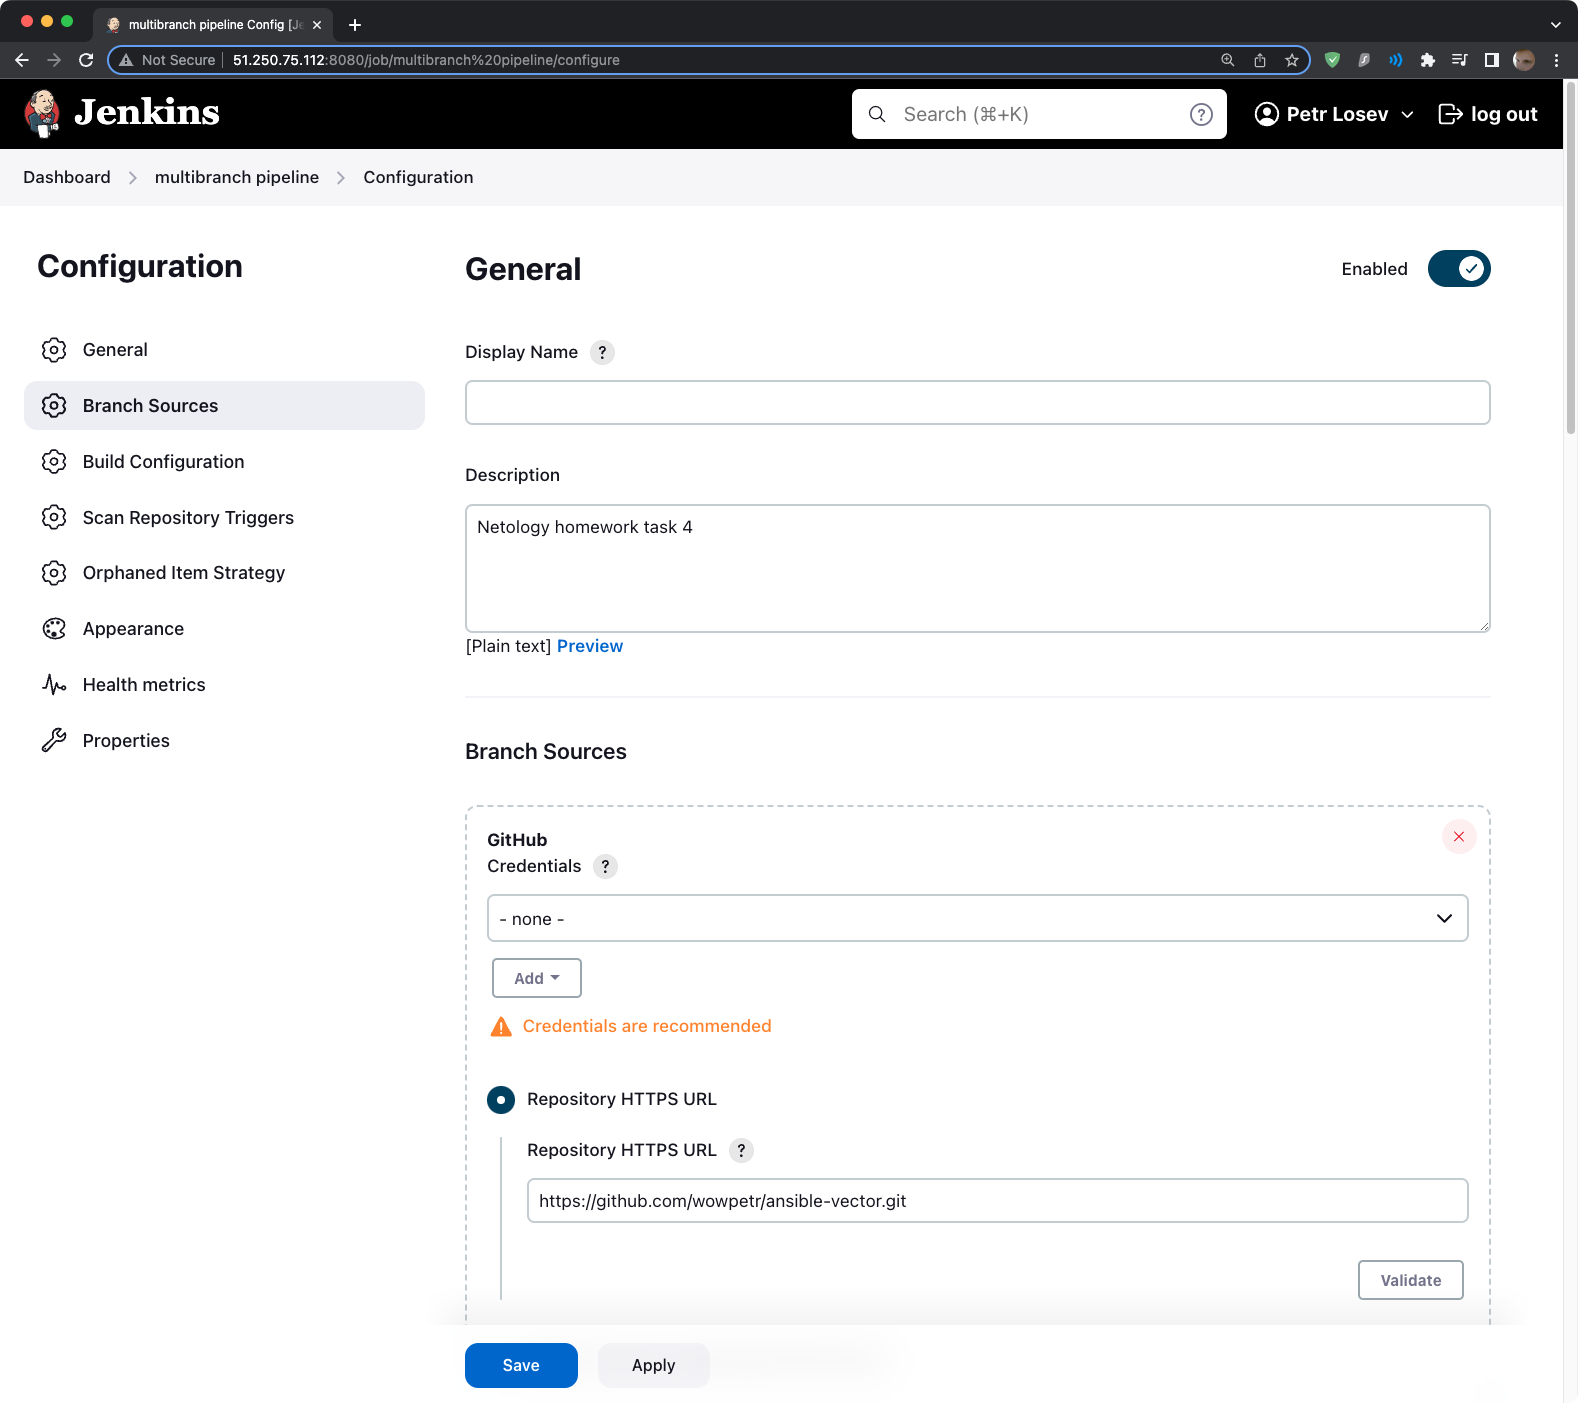 multibranch pipeline Config [Je
Not Secure 51.250.75.112:8080/job/multibranch%20pipeline/configure
Jenkins
Search (⌘+K)
?
Petr Losev
log out
Dashboard
multibranch pipeline
Configuration
Configuration
General
Branch Sources
Build Configuration
Scan Repository Triggers
Orphaned Item Strategy
Appearance
Health metrics
Properties
General
Enabled
Display Name ?
Description
Netology homework task 4
[Plain text] Preview
Branch Sources
GitHub
Credentials ?
- none -
Add
Credentials are recommended
Repository HTTPS URL
Repository HTTPS URL ?
https://github.com/wowpetr/ansible-vector.git
Validate
Save
Apply